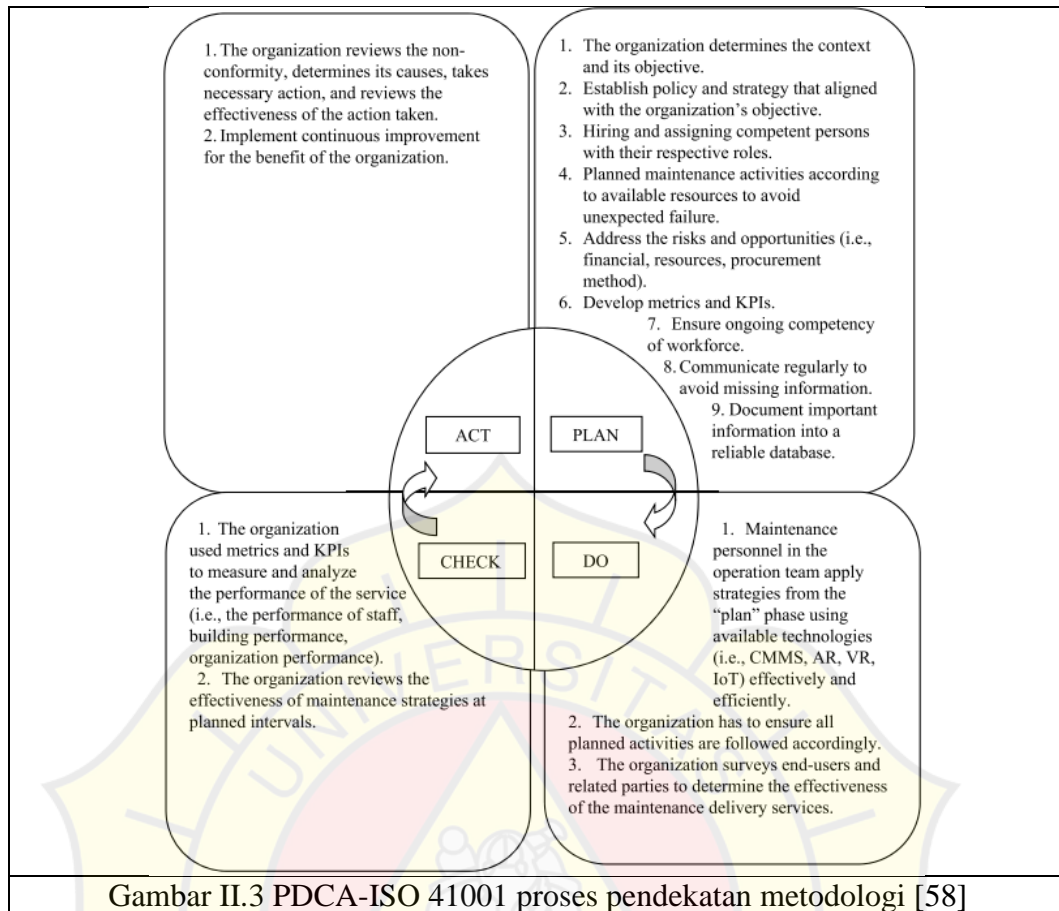 1. The organization reviews the non-
conformity, determines its causes, takes
necessary action, and reviews the
effectiveness of the action taken.
2. Implement continuous improvement
for the benefit of the organization.
1. The organization determines the context
and its objective.
2. Establish policy and strategy that aligned
with the organization's objective.
3. Hiring and assigning competent persons
with their respective roles.
4. Planned maintenance activities according
to available resources to avoid
unexpected failure.
5. Address the risks and opportunities (i.e.,
financial, resources, procurement
method).
6. Develop metrics and KPIs.
7. Ensure ongoing competency
of workforce.
8. Communicate regularly to
avoid missing information.
9. Document important
information into a
reliable database.
ACT
PLAN
CHECK
DO
1. The organization
used metrics and KPIs
to measure and analyze
the performance of the service
(i.e., the performance of staff,
building performance,
organization performance).
2. The organization reviews the
effectiveness of maintenance strategies at
planned intervals.
1. Maintenance
personnel in the
operation team apply
strategies from the
“plan” phase using
available technologies
(i.e., CMMS, AR, VR,
IoT) effectively and
efficiently.
2. The organization has to ensure all
planned activities are followed accordingly.
3. The organization surveys end-users and
related parties to determine the effectiveness
of the maintenance delivery services.
UNIVERSITAS
Gambar II.3 PDCA-ISO 41001 proses pendekatan metodologi [58]